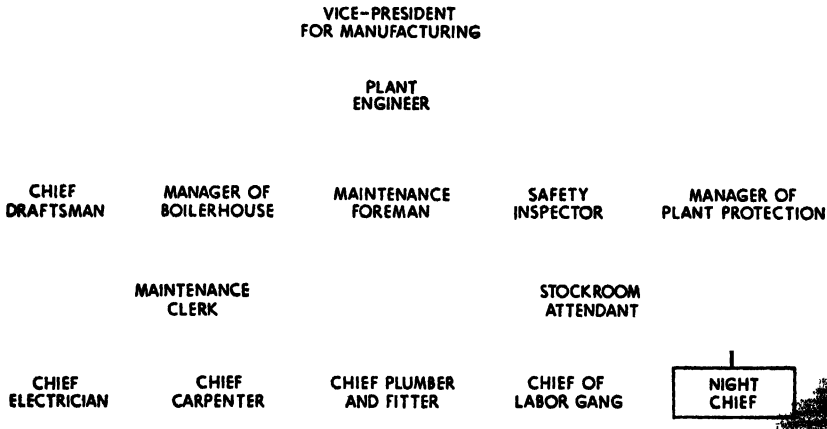 VICE-PRESIDENT
FOR MANUFACTURING
PLANT
ENGINEER
CHIEF
DRAFTSMAN
MANAGER OF
BOILERHOUSE
MAINTENANCE
FOREMAN
SAFETY
INSPECTOR
MANAGER OF
PLANT PROTECTION
MAINTENANCE
CLERK
STOCKROOM
ATTENDANT
CHIEF
ELECTRICIAN
CHIEF
CARPENTER
CHIEF PLUMBER
AND FITTER
CHIEF OF
LABOR GANG
NIGHT
CHIEF